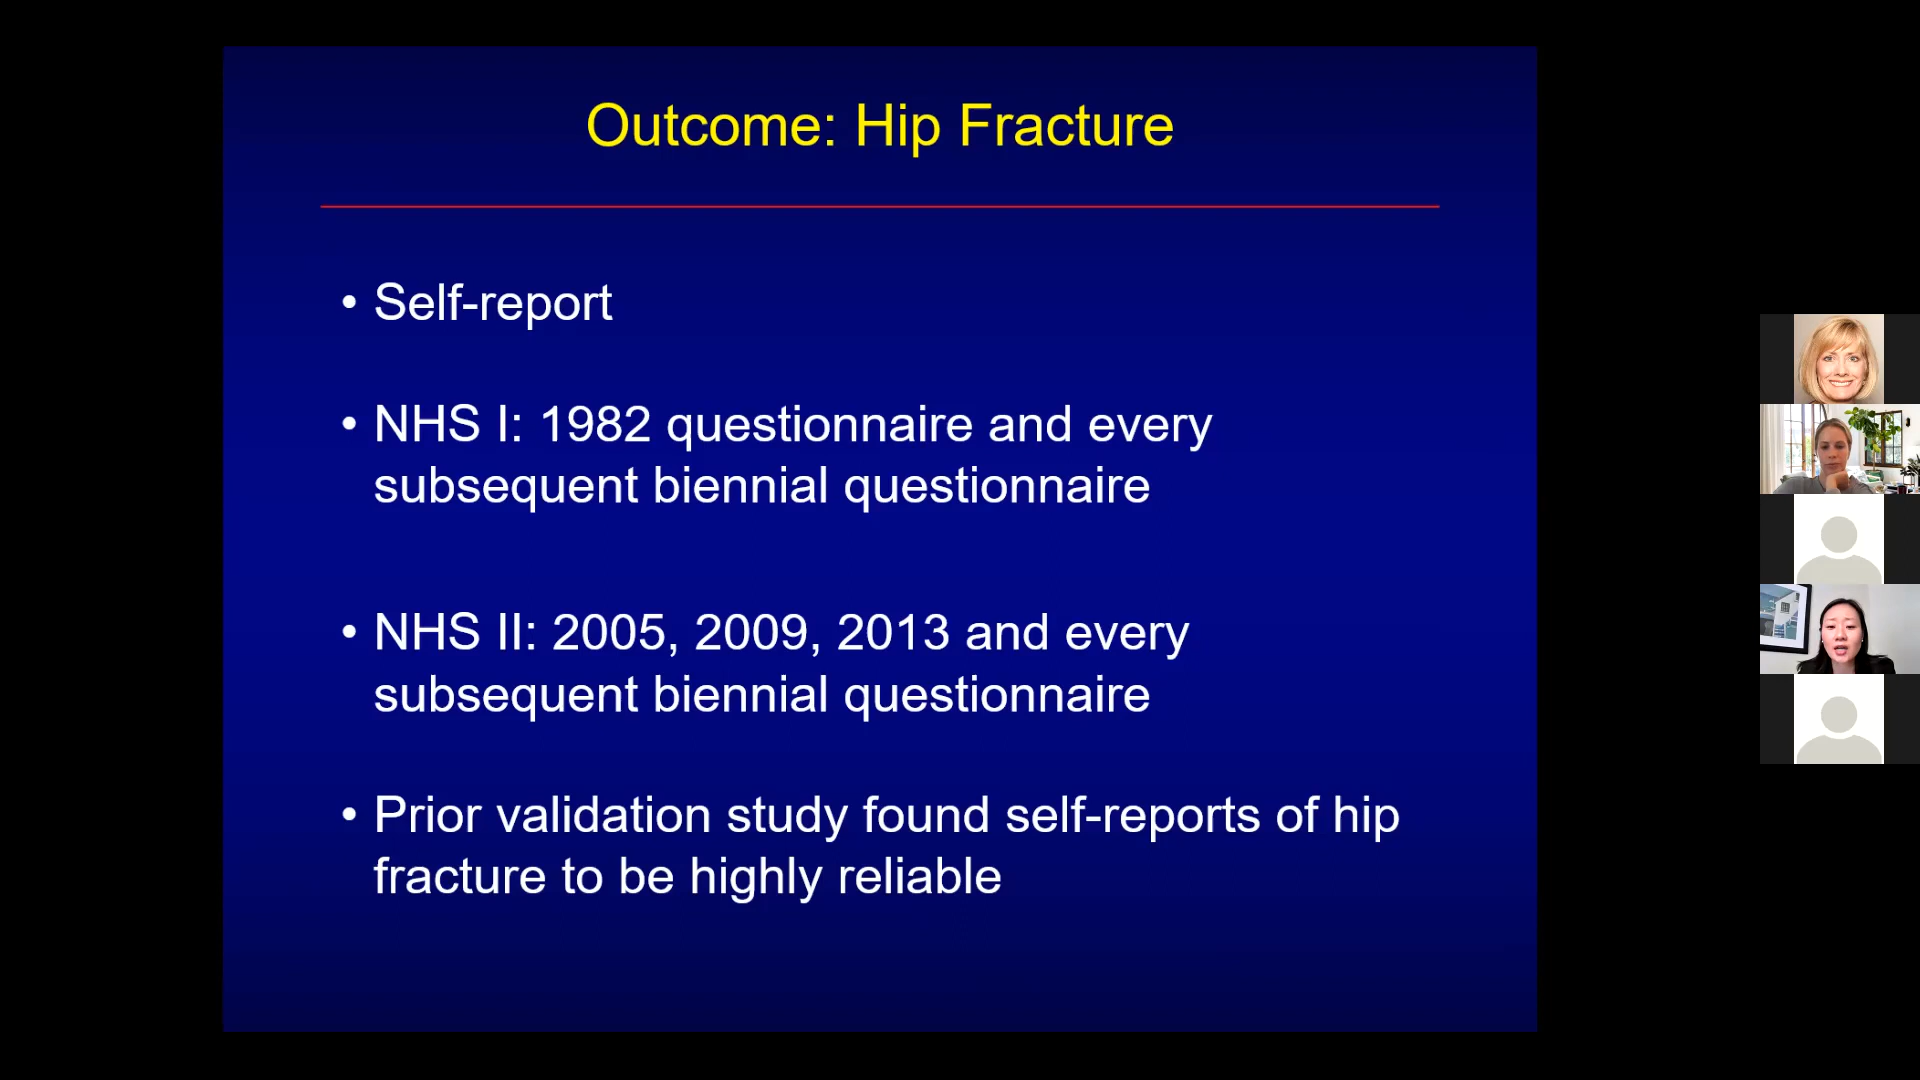 Outcome: Hip Fracture
• Self-report
• NHS I: 1982 questionnaire and every
subsequent biennial questionnaire
• NHS II: 2005, 2009, 2013 and every
subsequent biennial questionnaire
• Prior validation study found self-reports of hip
fracture to be highly reliable